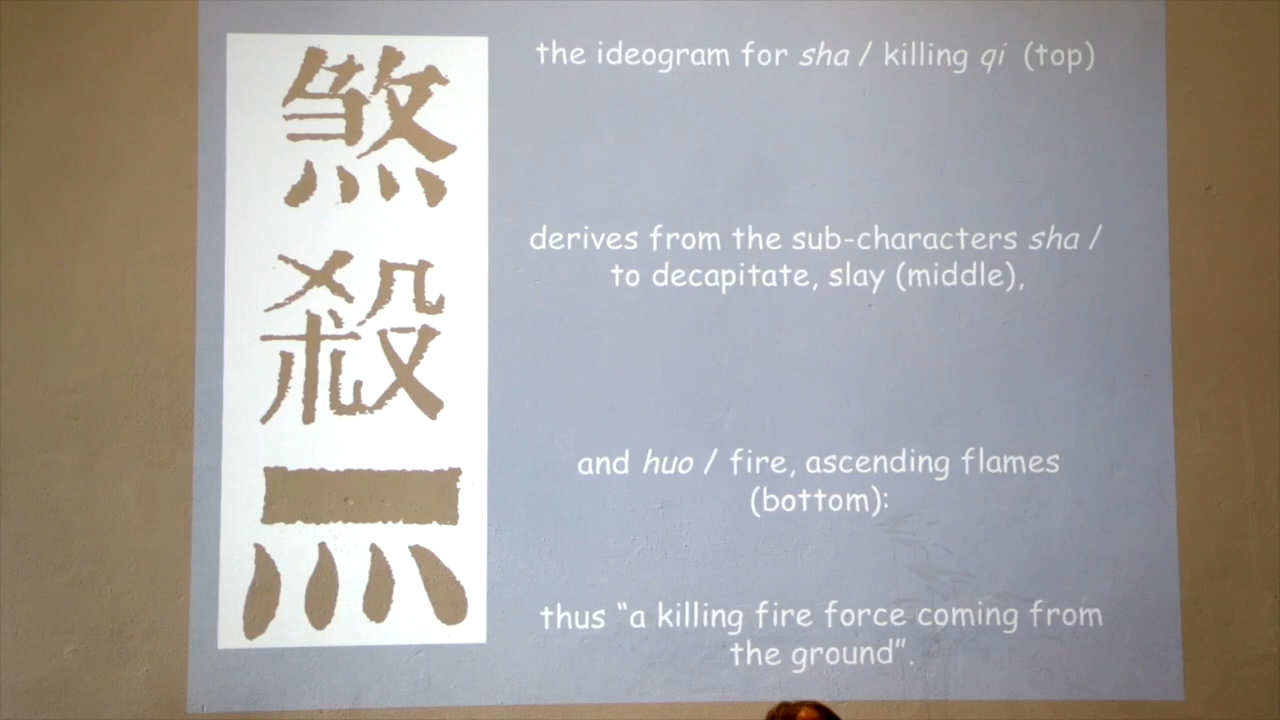 煞
殺
灬
the ideogram for sha / killing qi (top)
derives from the sub-characters sha /
to decapitate, slay (middle),
and huo / fire, ascending flames
(bottom):
thus “a killing fire force coming from
the ground”.